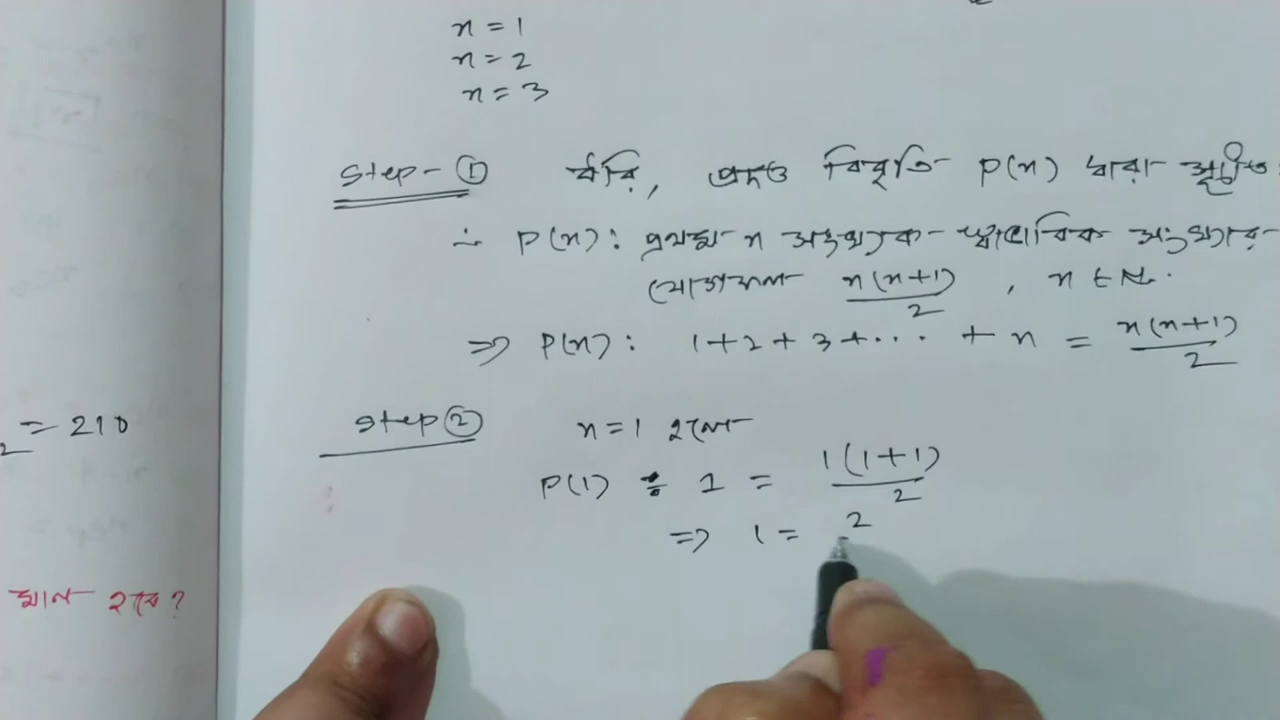 n = 1
n = 2
n = 3
Step - ① ধরি, প্রদত্ত বিবৃতি P(n) দ্বারা সূচিত
∴ P(n) : প্রথম n সংখ্যক স্বাভাবিক সংখ্যার
যোগফল n(n+1)/2 , n ∈ N.
⇒ P(n) : 1+2+3+... + n = n(n+1)/2
Step ② n = 1 হলে
P(1) : 1 = 1(1+1)/2
⇒ 1 = 2
2 = 210
মান হবে?